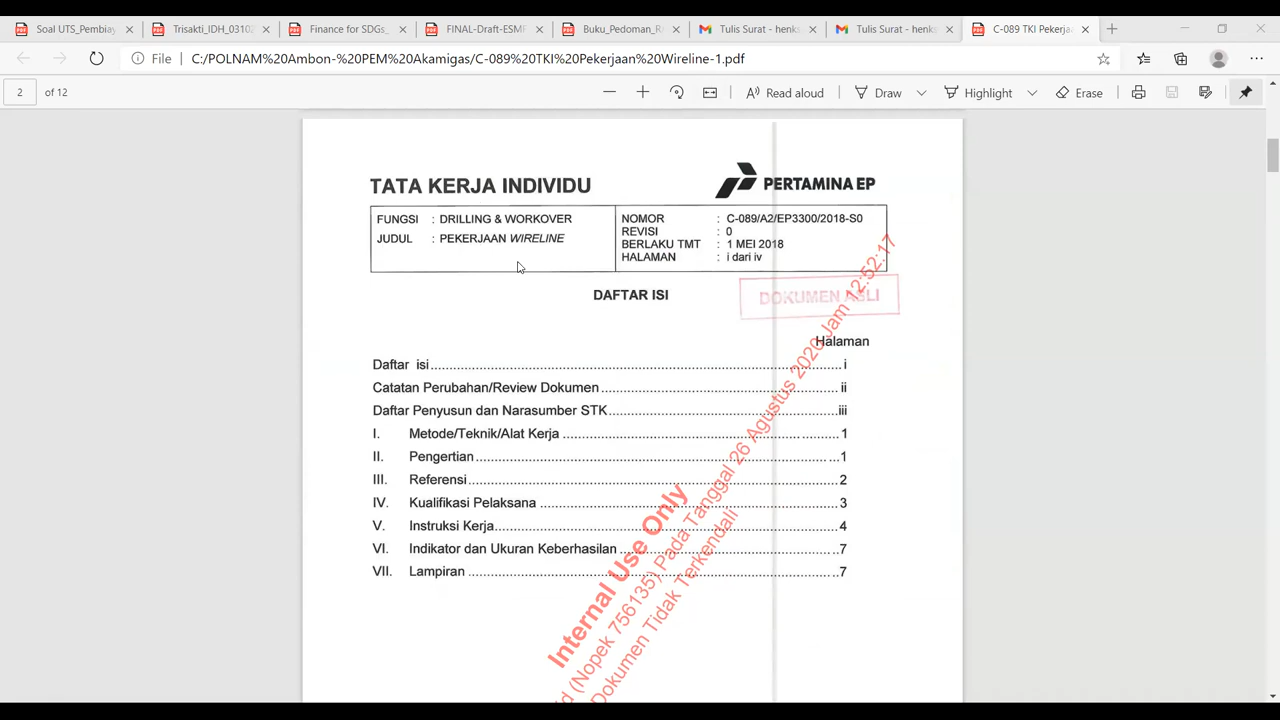 Soal UTS_Pembiay
Trisakti_IDH_03102
Finance for SDGs_
FINAL-Draft-ESMF
Buku_Pedoman_R
Tulis Surat - henks
Tulis Surat - henks
C-089 TKI Pekerjaa
File C:/POLNAM%20Ambon-%20PEM%20Akamigas/C-089%20TKI%20Pekerjaan%20Wireline-1.pdf
2 of 12 Read aloud Draw Highlight Erase
TATA KERJA INDIVIDU
PERTAMINA EP
FUNGSI : DRILLING & WORKOVER
JUDUL : PEKERJAAN WIRELINE
NOMOR : C-089/A2/EP3300/2018-S0
REVISI : 0
BERLAKU TMT : 1 MEI 2018
HALAMAN : i dari iv
DAFTAR ISI
DOKUMEN ASLI
Halaman
Daftar isi.......................................................i
Catatan Perubahan/Review Dokumen.......................................................ii
Daftar Penyusun dan Narasumber STK.......................................................iii
I. Metode/Teknik/Alat Kerja.......................................................1
II. Pengertian.......................................................1
III. Referensi.......................................................2
IV. Kualifikasi Pelaksana.......................................................3
V. Instruksi Kerja.......................................................4
VI. Indikator dan Ukuran Keberhasilan.......................................................7
VII. Lampiran.......................................................7
Internal Use Only
d (Nopek 756135) Pada Tanggal 26 Agustus 2020 Jam 12:52:17
Dokumen Tidak Terkendali